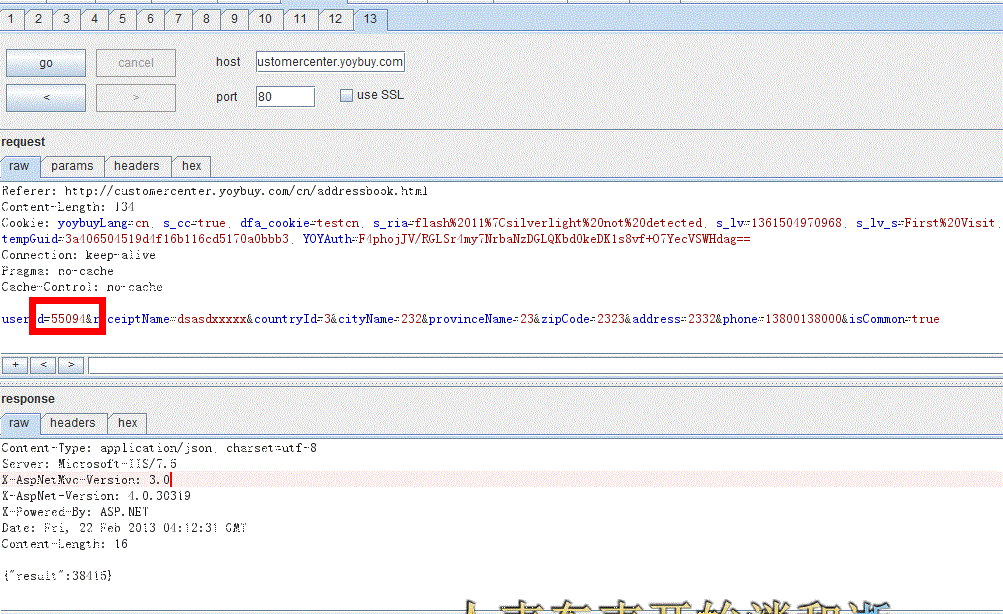 1 2 3 4 5 6 7 8 9 10 11 12 13
go cancel host ustomercenter.yoybuy.com
< > port 80 use SSL
request
raw params headers hex
Referer: http://customercenter.yoybuy.com/cn/addressbook.html
Content-Length: 134
Cookie: yoybuyLang=cn; s_cc=true; dfa_cookie=testcn; s_ria=flash%2011%7Csilverlight%20not%20detected; s_lv=1361504970968; s_lv_s=First%20Visit;
tempGuid=3a406504519d4f16b116cd5170a0bbb3; YOYAuth=F4phojJV/RGLSr4my7NrbaNzDGLQKbd0keDK1s8vf+O7YecVSWHdag==
Connection: keep-alive
Pragma: no-cache
Cache-Control: no-cache
userId=55094&receiptName=dsasdxxxxx&countryId=3&cityName=232&provinceName=23&zipCode=2323&address=2332&phone=13800138000&isCommon=true
+ < >
response
raw headers hex
Content-Type: application/json; charset=utf-8
Server: Microsoft-IIS/7.5
X-AspNetMvc-Version: 3.0
X-AspNet-Version: 4.0.30319
X-Powered-By: ASP.NET
Date: Fri, 22 Feb 2013 04:12:31 GMT
Content-Length: 16
{"result":38415}